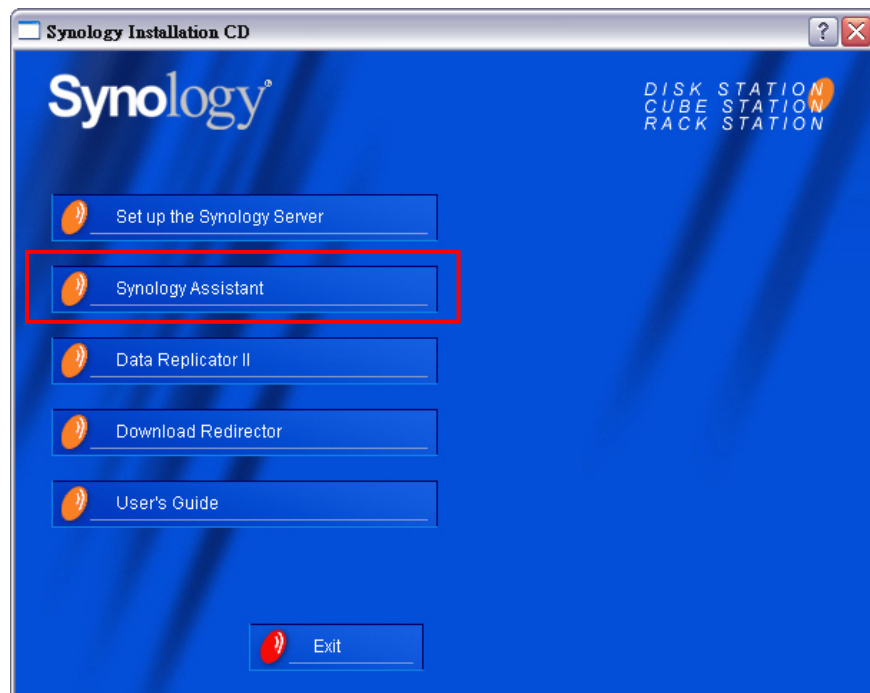 Synology Installation CD
Synology®
DISK STATION
CUBE STATION
RACK STATION
Set up the Synology Server
Synology Assistant
Data Replicator II
Download Redirector
User's Guide
Exit